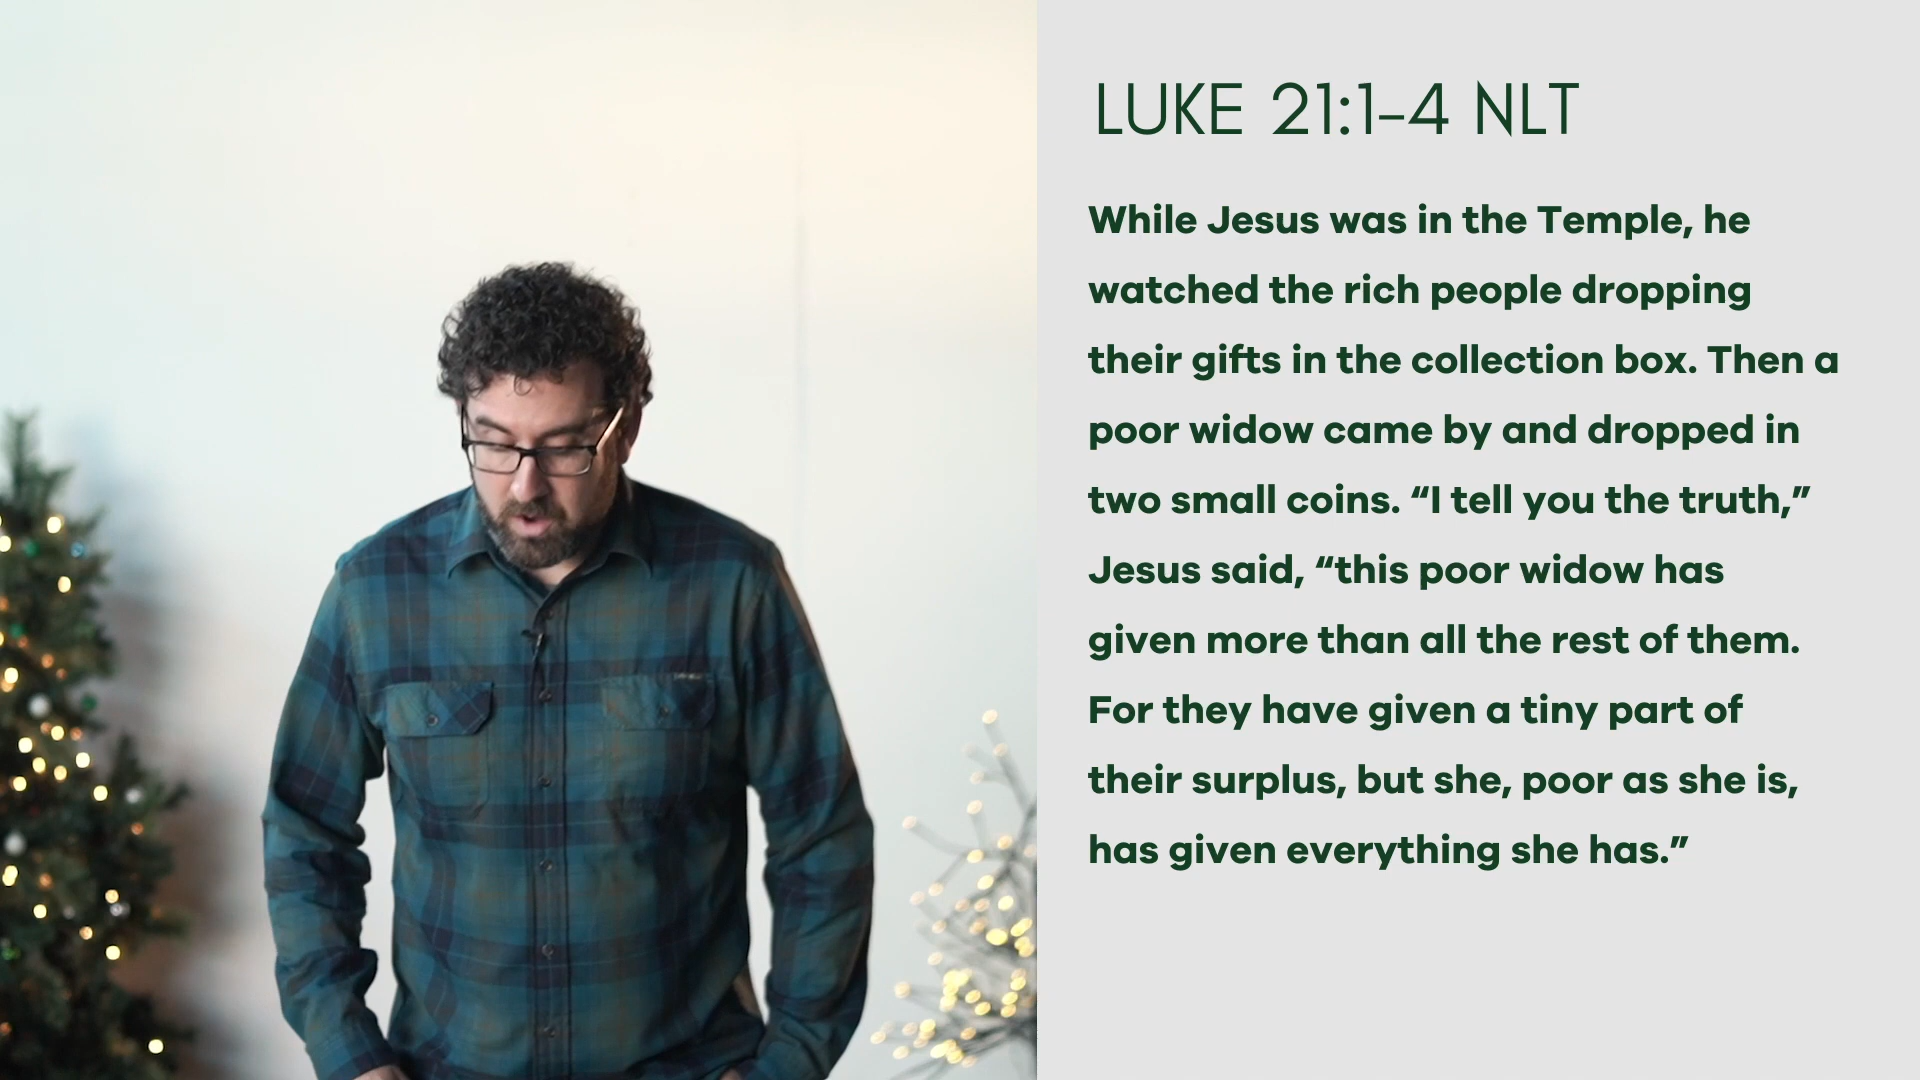 LUKE 21:1–4 NLT
While Jesus was in the Temple, he
watched the rich people dropping
their gifts in the collection box. Then a
poor widow came by and dropped in
two small coins. “I tell you the truth,”
Jesus said, “this poor widow has
given more than all the rest of them.
For they have given a tiny part of
their surplus, but she, poor as she is,
has given everything she has.”